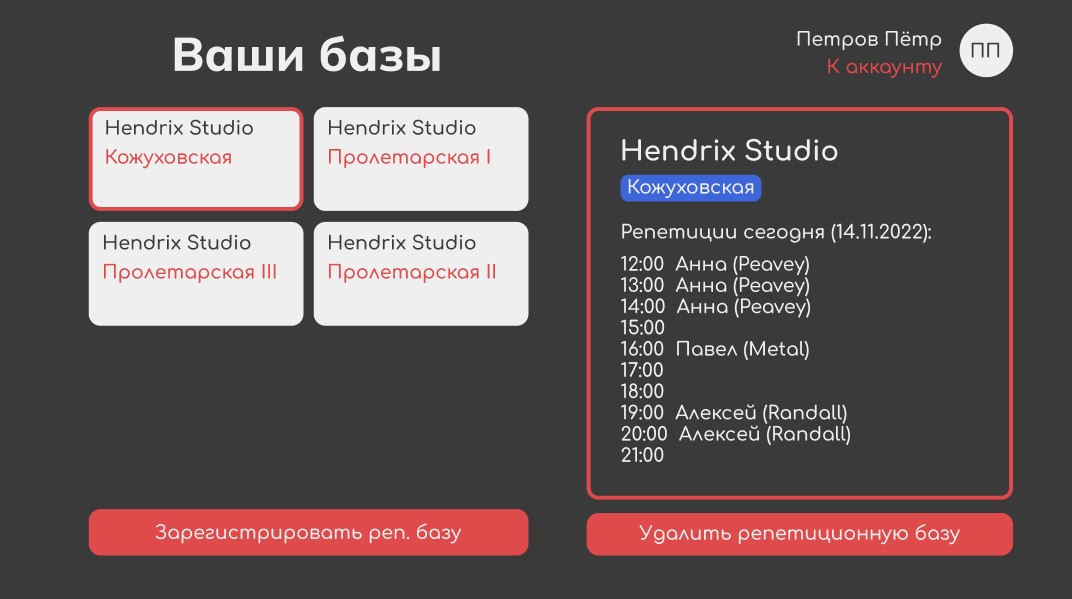 Ваши базы
Петров Пётр
К аккаунту
ПП
Hendrix Studio
Кожуховская
Hendrix Studio
Пролетарская I
Hendrix Studio
Пролетарская III
Hendrix Studio
Пролетарская II
Зарегистрировать реп. базу
Hendrix Studio
Кожуховская
Репетиции сегодня (14.11.2022):
12:00 Анна (Peavey)
13:00 Анна (Peavey)
14:00 Анна (Peavey)
15:00
16:00 Павел (Metal)
17:00
18:00
19:00 Алексей (Randall)
20:00 Алексей (Randall)
21:00
Удалить репетиционную базу